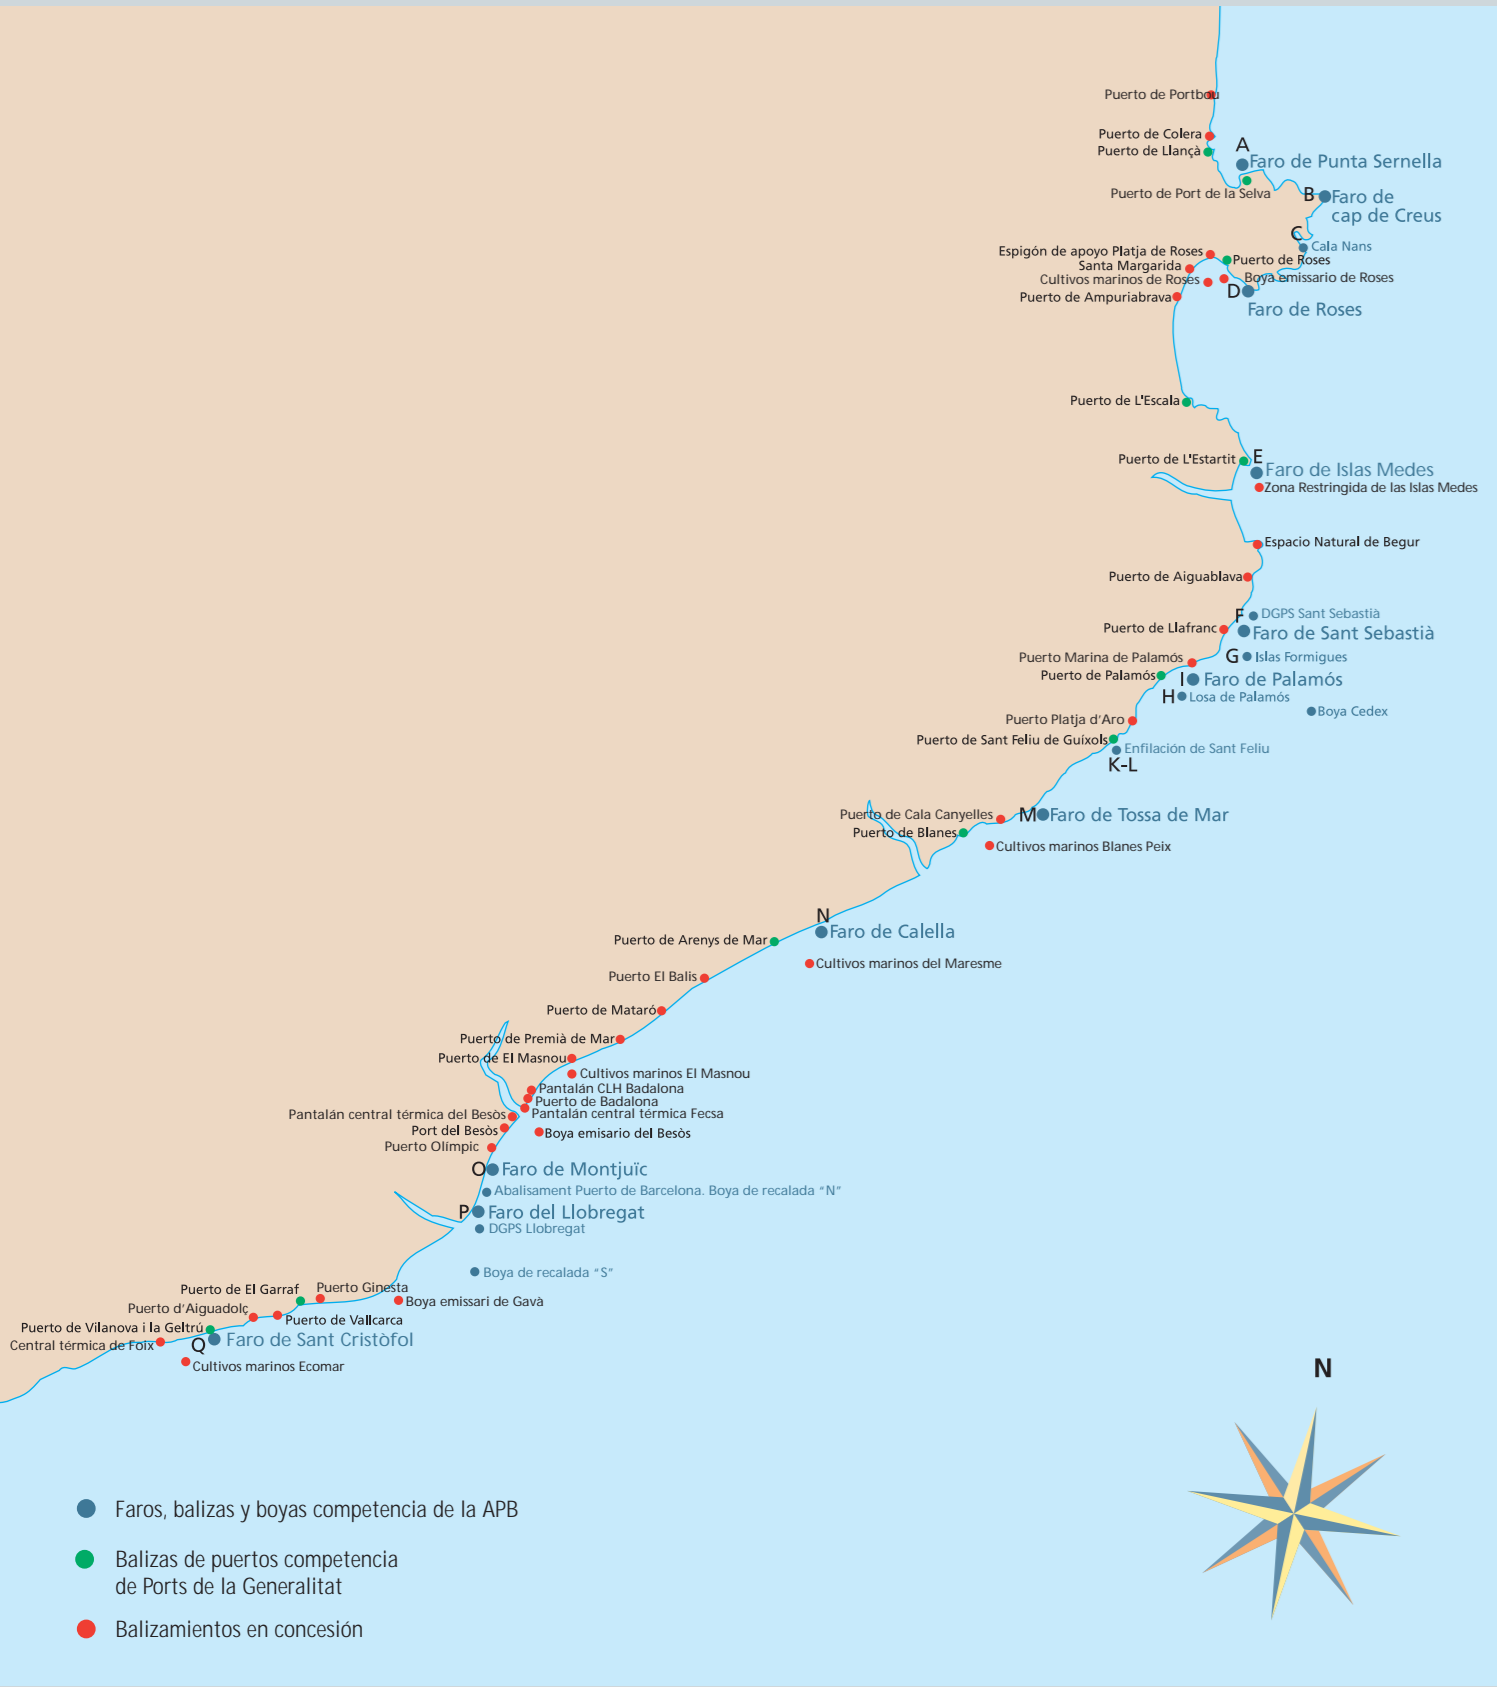 Puerto de Portbou
Puerto de Colera
A
Puerto de Llançà
Faro de Punta Sernella
Puerto de Port de la Selva
B
Faro de
cap de Creus
C
Cala Nans
Espigón de apoyo Platja de Roses
Puerto de Roses
Santa Margarida
Cultivos marinos de Roses
Boya emissario de Roses
Puerto de Ampuriabrava
D
Faro de Roses
Puerto de L'Escala
Puerto de L'Estartit
E
Faro de Islas Medes
Zona Restringida de las Islas Medes
Espacio Natural de Begur
Puerto de Aiguablava
F
DGPS Sant Sebastià
Puerto de Llafranc
Faro de Sant Sebastià
Puerto Marina de Palamós
G
Islas Formigues
Puerto de Palamós
I
Faro de Palamós
H
Losa de Palamós
Boya Cedex
Puerto Platja d'Aro
Puerto de Sant Feliu de Guíxols
Enfilación de Sant Feliu
K-L
Puerto de Cala Canyelles
M
Faro de Tossa de Mar
Puerto de Blanes
Cultivos marinos Blanes Peix
N
Faro de Calella
Puerto de Arenys de Mar
Cultivos marinos del Maresme
Puerto El Balis
Puerto de Mataró
Puerto de Premià de Mar
Puerto de El Masnou
Cultivos marinos El Masnou
Pantalán CLH Badalona
Puerto de Badalona
Pantalán central térmica del Besòs
Pantalán central térmica Fecsa
Port del Besòs
Boya emisario del Besòs
Puerto Olímpic
O
Faro de Montjuïc
Abalisament Puerto de Barcelona. Boya de recalada "N"
P
Faro del Llobregat
DGPS Llobregat
Boya de recalada "S"
Puerto de El Garraf
Puerto Ginesta
Boya emissari de Gavà
Puerto d'Aiguadolç
Puerto de Vallcarca
Puerto de Vilanova i la Geltrú
Q
Faro de Sant Cristòfol
Central térmica de Foix
Cultivos marinos Ecomar
N
Faros, balizas y boyas competencia de la APB
Balizas de puertos competencia
de Ports de la Generalitat
Balizamientos en concesión